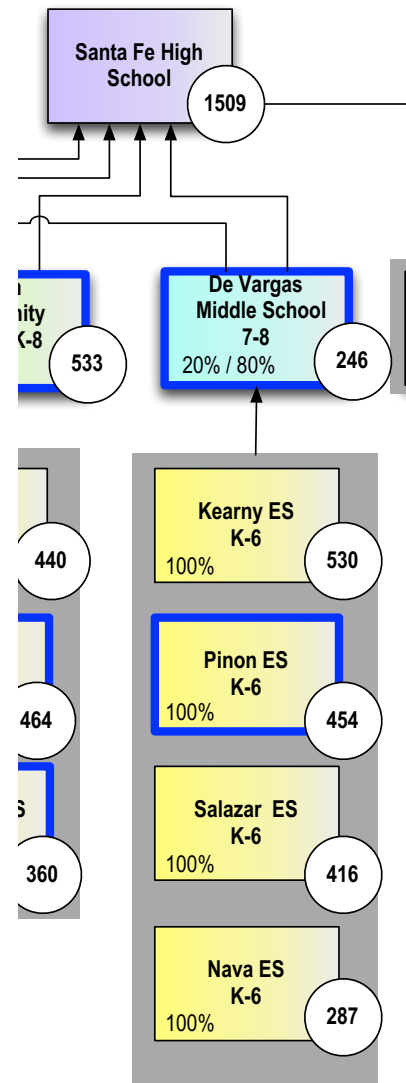 Santa Fe High
School
1509
nity
K-8
533
De Vargas
Middle School
7-8
20% / 80%
246
440
464
S
360
Kearny ES
K-6
100%
530
Pinon ES
K-6
100%
454
Salazar ES
K-6
100%
416
Nava ES
K-6
100%
287